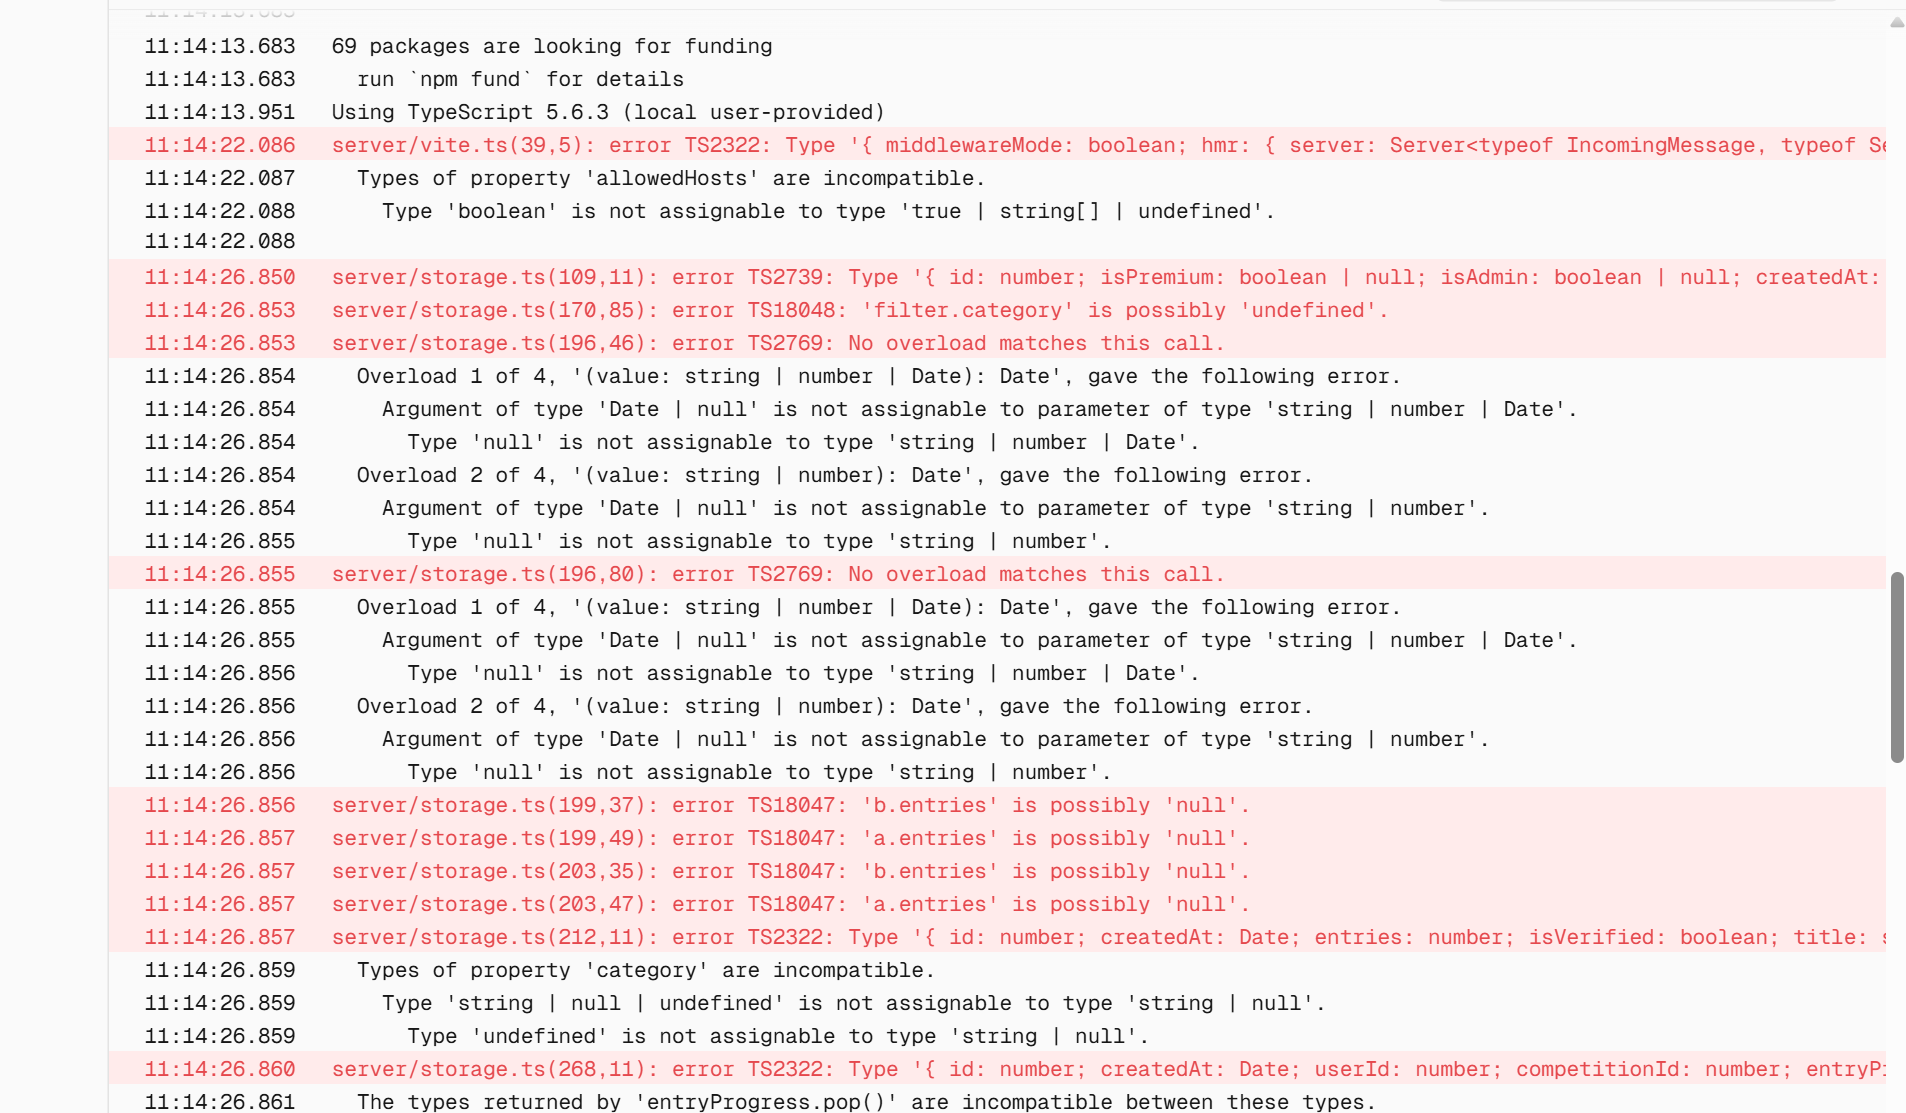 11:14:13.683 69 packages are looking for funding
11:14:13.683 run `npm fund` for details
11:14:13.951 Using TypeScript 5.6.3 (local user-provided)
11:14:22.086 server/vite.ts(39,5): error TS2322: Type '{ middlewareMode: boolean; hmr: { server: Server<typeof IncomingMessage, typeof Se
11:14:22.087 Types of property 'allowedHosts' are incompatible.
11:14:22.088 Type 'boolean' is not assignable to type 'true | string[] | undefined'.
11:14:22.088
11:14:26.850 server/storage.ts(109,11): error TS2739: Type '{ id: number; isPremium: boolean | null; isAdmin: boolean | null; createdAt:
11:14:26.853 server/storage.ts(170,85): error TS18048: 'filter.category' is possibly 'undefined'.
11:14:26.853 server/storage.ts(196,46): error TS2769: No overload matches this call.
11:14:26.854 Overload 1 of 4, '(value: string | number | Date): Date', gave the following error.
11:14:26.854 Argument of type 'Date | null' is not assignable to parameter of type 'string | number | Date'.
11:14:26.854 Type 'null' is not assignable to type 'string | number | Date'.
11:14:26.854 Overload 2 of 4, '(value: string | number): Date', gave the following error.
11:14:26.854 Argument of type 'Date | null' is not assignable to parameter of type 'string | number'.
11:14:26.855 Type 'null' is not assignable to type 'string | number'.
11:14:26.855 server/storage.ts(196,80): error TS2769: No overload matches this call.
11:14:26.855 Overload 1 of 4, '(value: string | number | Date): Date', gave the following error.
11:14:26.855 Argument of type 'Date | null' is not assignable to parameter of type 'string | number | Date'.
11:14:26.856 Type 'null' is not assignable to type 'string | number | Date'.
11:14:26.856 Overload 2 of 4, '(value: string | number): Date', gave the following error.
11:14:26.856 Argument of type 'Date | null' is not assignable to parameter of type 'string | number'.
11:14:26.856 Type 'null' is not assignable to type 'string | number'.
11:14:26.856 server/storage.ts(199,37): error TS18047: 'b.entries' is possibly 'null'.
11:14:26.857 server/storage.ts(199,49): error TS18047: 'a.entries' is possibly 'null'.
11:14:26.857 server/storage.ts(203,35): error TS18047: 'b.entries' is possibly 'null'.
11:14:26.857 server/storage.ts(203,47): error TS18047: 'a.entries' is possibly 'null'.
11:14:26.857 server/storage.ts(212,11): error TS2322: Type '{ id: number; createdAt: Date; entries: number; isVerified: boolean; title:
11:14:26.859 Types of property 'category' are incompatible.
11:14:26.859 Type 'string | null | undefined' is not assignable to type 'string | null'.
11:14:26.859 Type 'undefined' is not assignable to type 'string | null'.
11:14:26.860 server/storage.ts(268,11): error TS2322: Type '{ id: number; createdAt: Date; userId: number; competitionId: number; entryP
11:14:26.861 The types returned by 'entryProgress.pop()' are incompatible between these types.